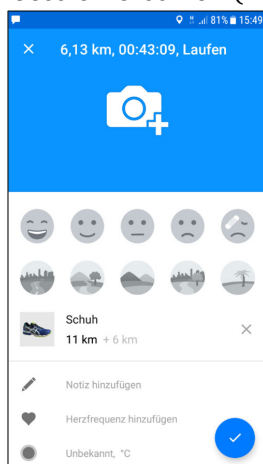 81% 15:49
6,13 km, 00:43:09, Laufen
Schuh
11 km + 6 km
Notiz hinzufügen
Herzfrequenz hinzufügen
Unbekannt, °C